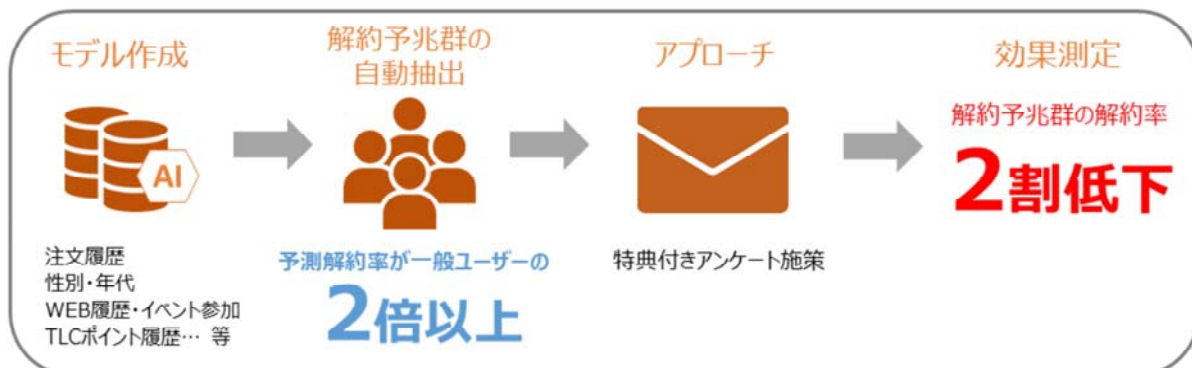 モデル作成
AI
注文履歴
性別・年代
WEB履歴・イベント参加
TLCポイント履歴… 等
解約予兆群の
自動抽出
予測解約率が一般ユーザーの
2倍以上
アプローチ
特典付きアンケート施策
効果測定
解約予兆群の解約率
2割低下